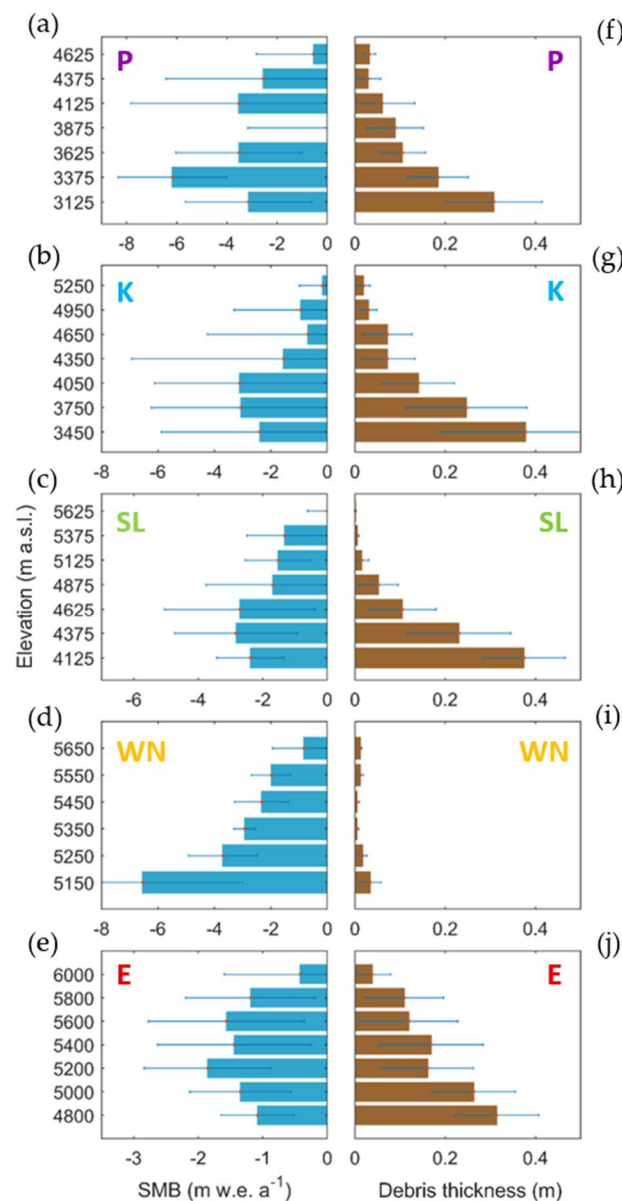 (a) (f)
P P
4625
4375
4125
3875
3625
3375
3125
-8 -6 -4 -2 0 0 0.2 0.4
(b) (g)
K K
5250
4950
4650
4350
4050
3750
3450
-8 -6 -4 -2 0 0 0.2 0.4
(c) (h)
SL SL
5625
5375
5125
4875
4625
4375
4125
-6 -4 -2 0 0 0.2 0.4
Elevation (m a.s.l.)
(d) (i)
WN WN
5650
5550
5450
5350
5250
5150
-8 -6 -4 -2 0 0 0.2 0.4
(e) (j)
E E
6000
5800
5600
5400
5200
5000
4800
-3 -2 -1 0 0 0.2 0.4
SMB (m w.e. a⁻¹) Debris thickness (m)